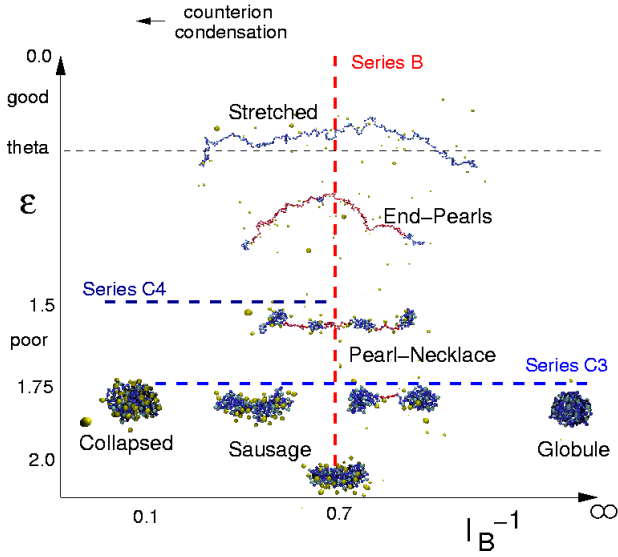 counterion
condensation
0.0
Series B
good
Stretched
theta
ε
End-Pearls
Series C4
1.5
poor
Pearl-Necklace
Series C3
1.75
Collapsed
Sausage
Globule
2.0
0.1
0.7
l_B^-1
∞